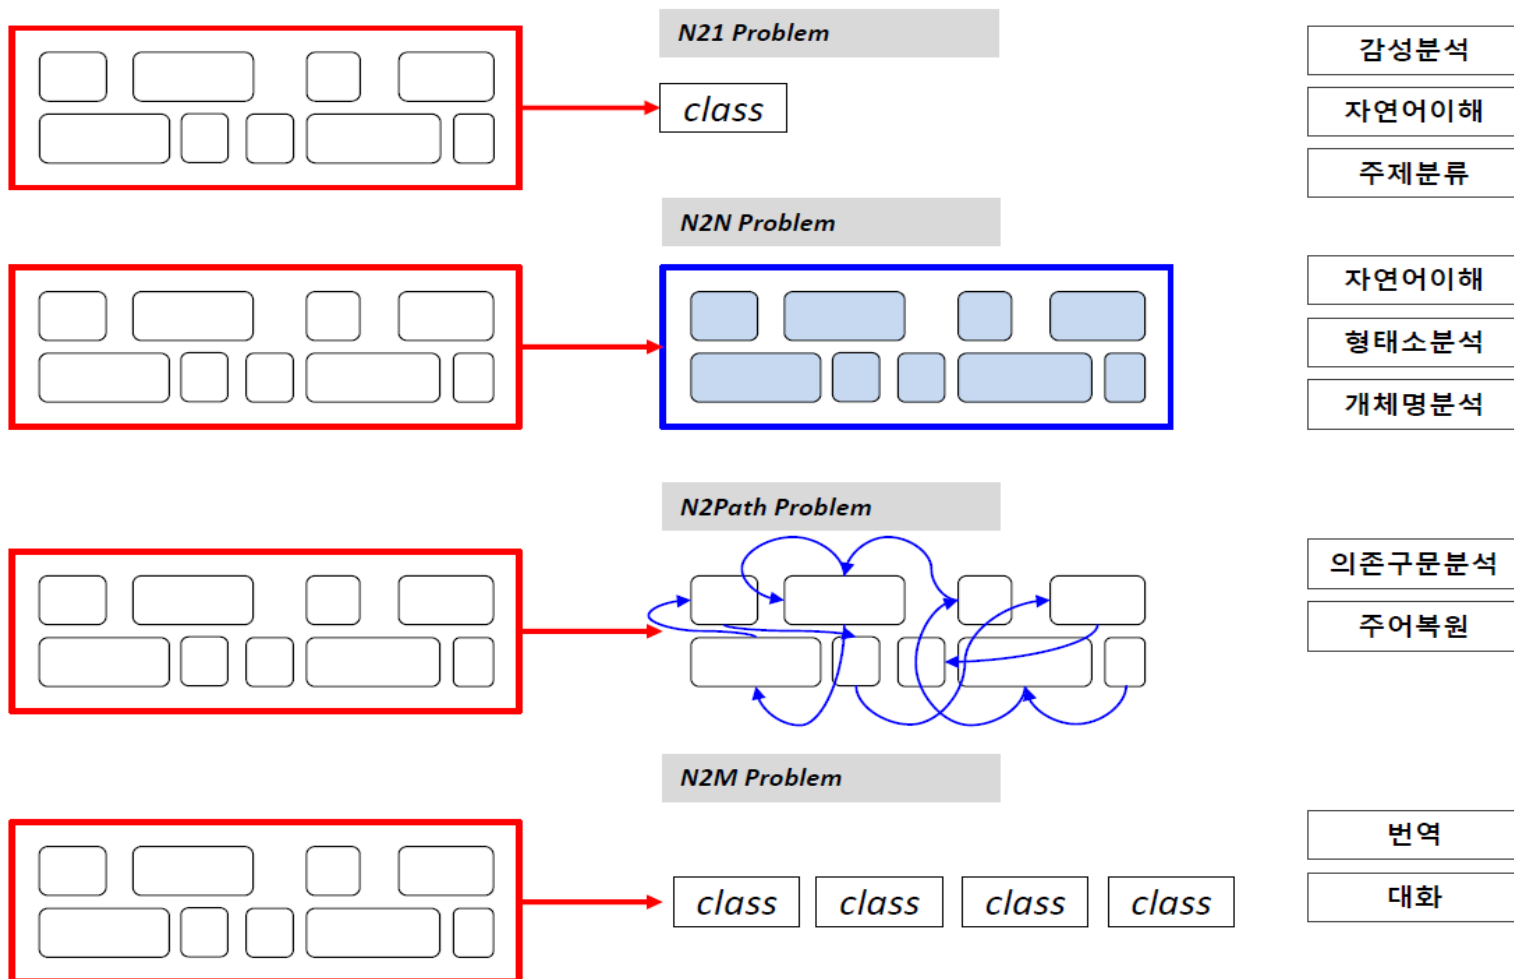 N21 Problem
class
감성분석
자연어이해
주제분류
N2N Problem
자연어이해
형태소분석
개체명분석
N2Path Problem
의존구문분석
주어복원
N2M Problem
class class class class
번역
대화